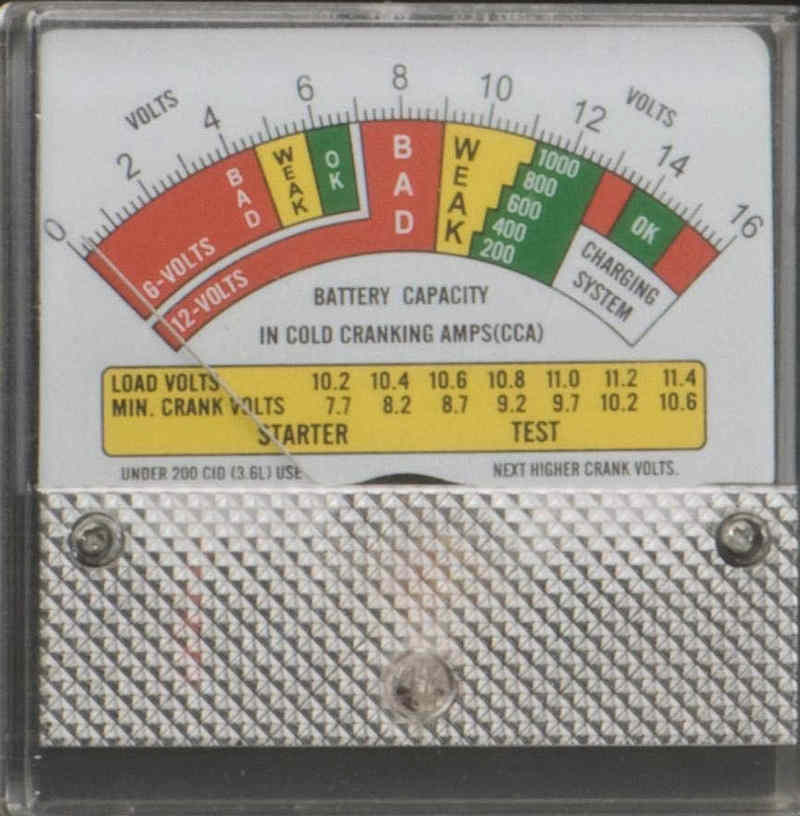 VOLTS
VOLTS
0 2 4 6 8 10 12 14 16
BAD
WEAK
OK
BAD
WEAK
1000
800
600
400
200
OK
6-VOLTS
12-VOLTS
CHARGING
SYSTEM
BATTERY CAPACITY
IN COLD CRANKING AMPS(CCA)
LOAD VOLTS 10.2 10.4 10.6 10.8 11.0 11.2 11.4
MIN. CRANK VOLTS 7.7 8.2 8.7 9.2 9.7 10.2 10.6
STARTER TEST
UNDER 200 CID (3.6L) USE NEXT HIGHER CRANK VOLTS.